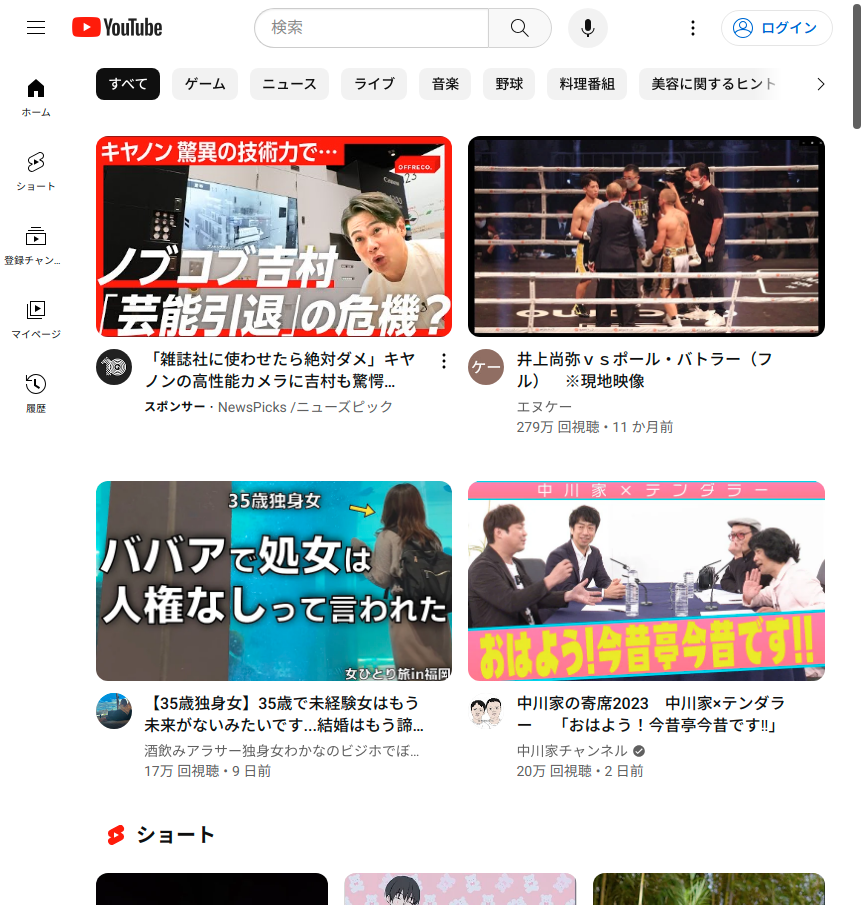 YouTube
検索
ログイン
すべて
ゲーム
ニュース
ライブ
音楽
野球
料理番組
美容に関するヒント
ホーム
ショート
登録チャン...
マイページ
履歴
キヤノン 驚異の技術力で…
OFFRECO.
Canon
ノブコブ吉村
「芸能引退」の危機？
「雑誌社に使わせたら絶対ダメ」キヤ
ノンの高性能カメラに吉村も驚愕...
スポンサー · NewsPicks /ニューズピック
ケー
井上尚弥ｖｓポール・バトラー（フ
ル）　※現地映像
エヌケー
279万 回視聴 • 11 か月前
35歳独身女
ババアで処女は
人権なしって言われた
女ひとり旅in福岡
【35歳独身女】35歳で未経験女はもう
未来がないみたいです...結婚はもう諦...
酒飲みアラサー独身女わかなのビジホでぼ...
17万 回視聴 • 9 日前
中川家×テンダラー
おはよう!今昔亭今昔です!!
中川家の寄席2023　中川家×テンダラ
ー　「おはよう！今昔亭今昔です‼」
中川家チャンネル
20万 回視聴 • 2 日前
ショート